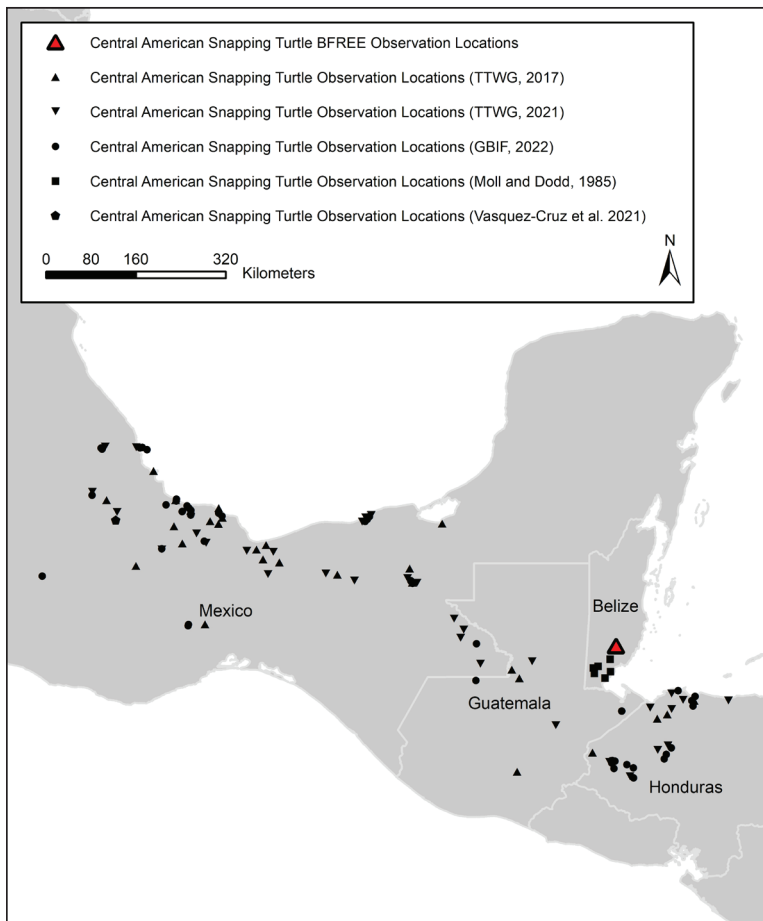 Central American Snapping Turtle BFREE Observation Locations
Central American Snapping Turtle Observation Locations (TTWG, 2017)
Central American Snapping Turtle Observation Locations (TTWG, 2021)
Central American Snapping Turtle Observation Locations (GBIF, 2022)
Central American Snapping Turtle Observation Locations (Moll and Dodd, 1985)
Central American Snapping Turtle Observation Locations (Vasquez-Cruz et al. 2021)
0 80 160 320
Kilometers
N
Belize
Mexico
Guatemala
Honduras